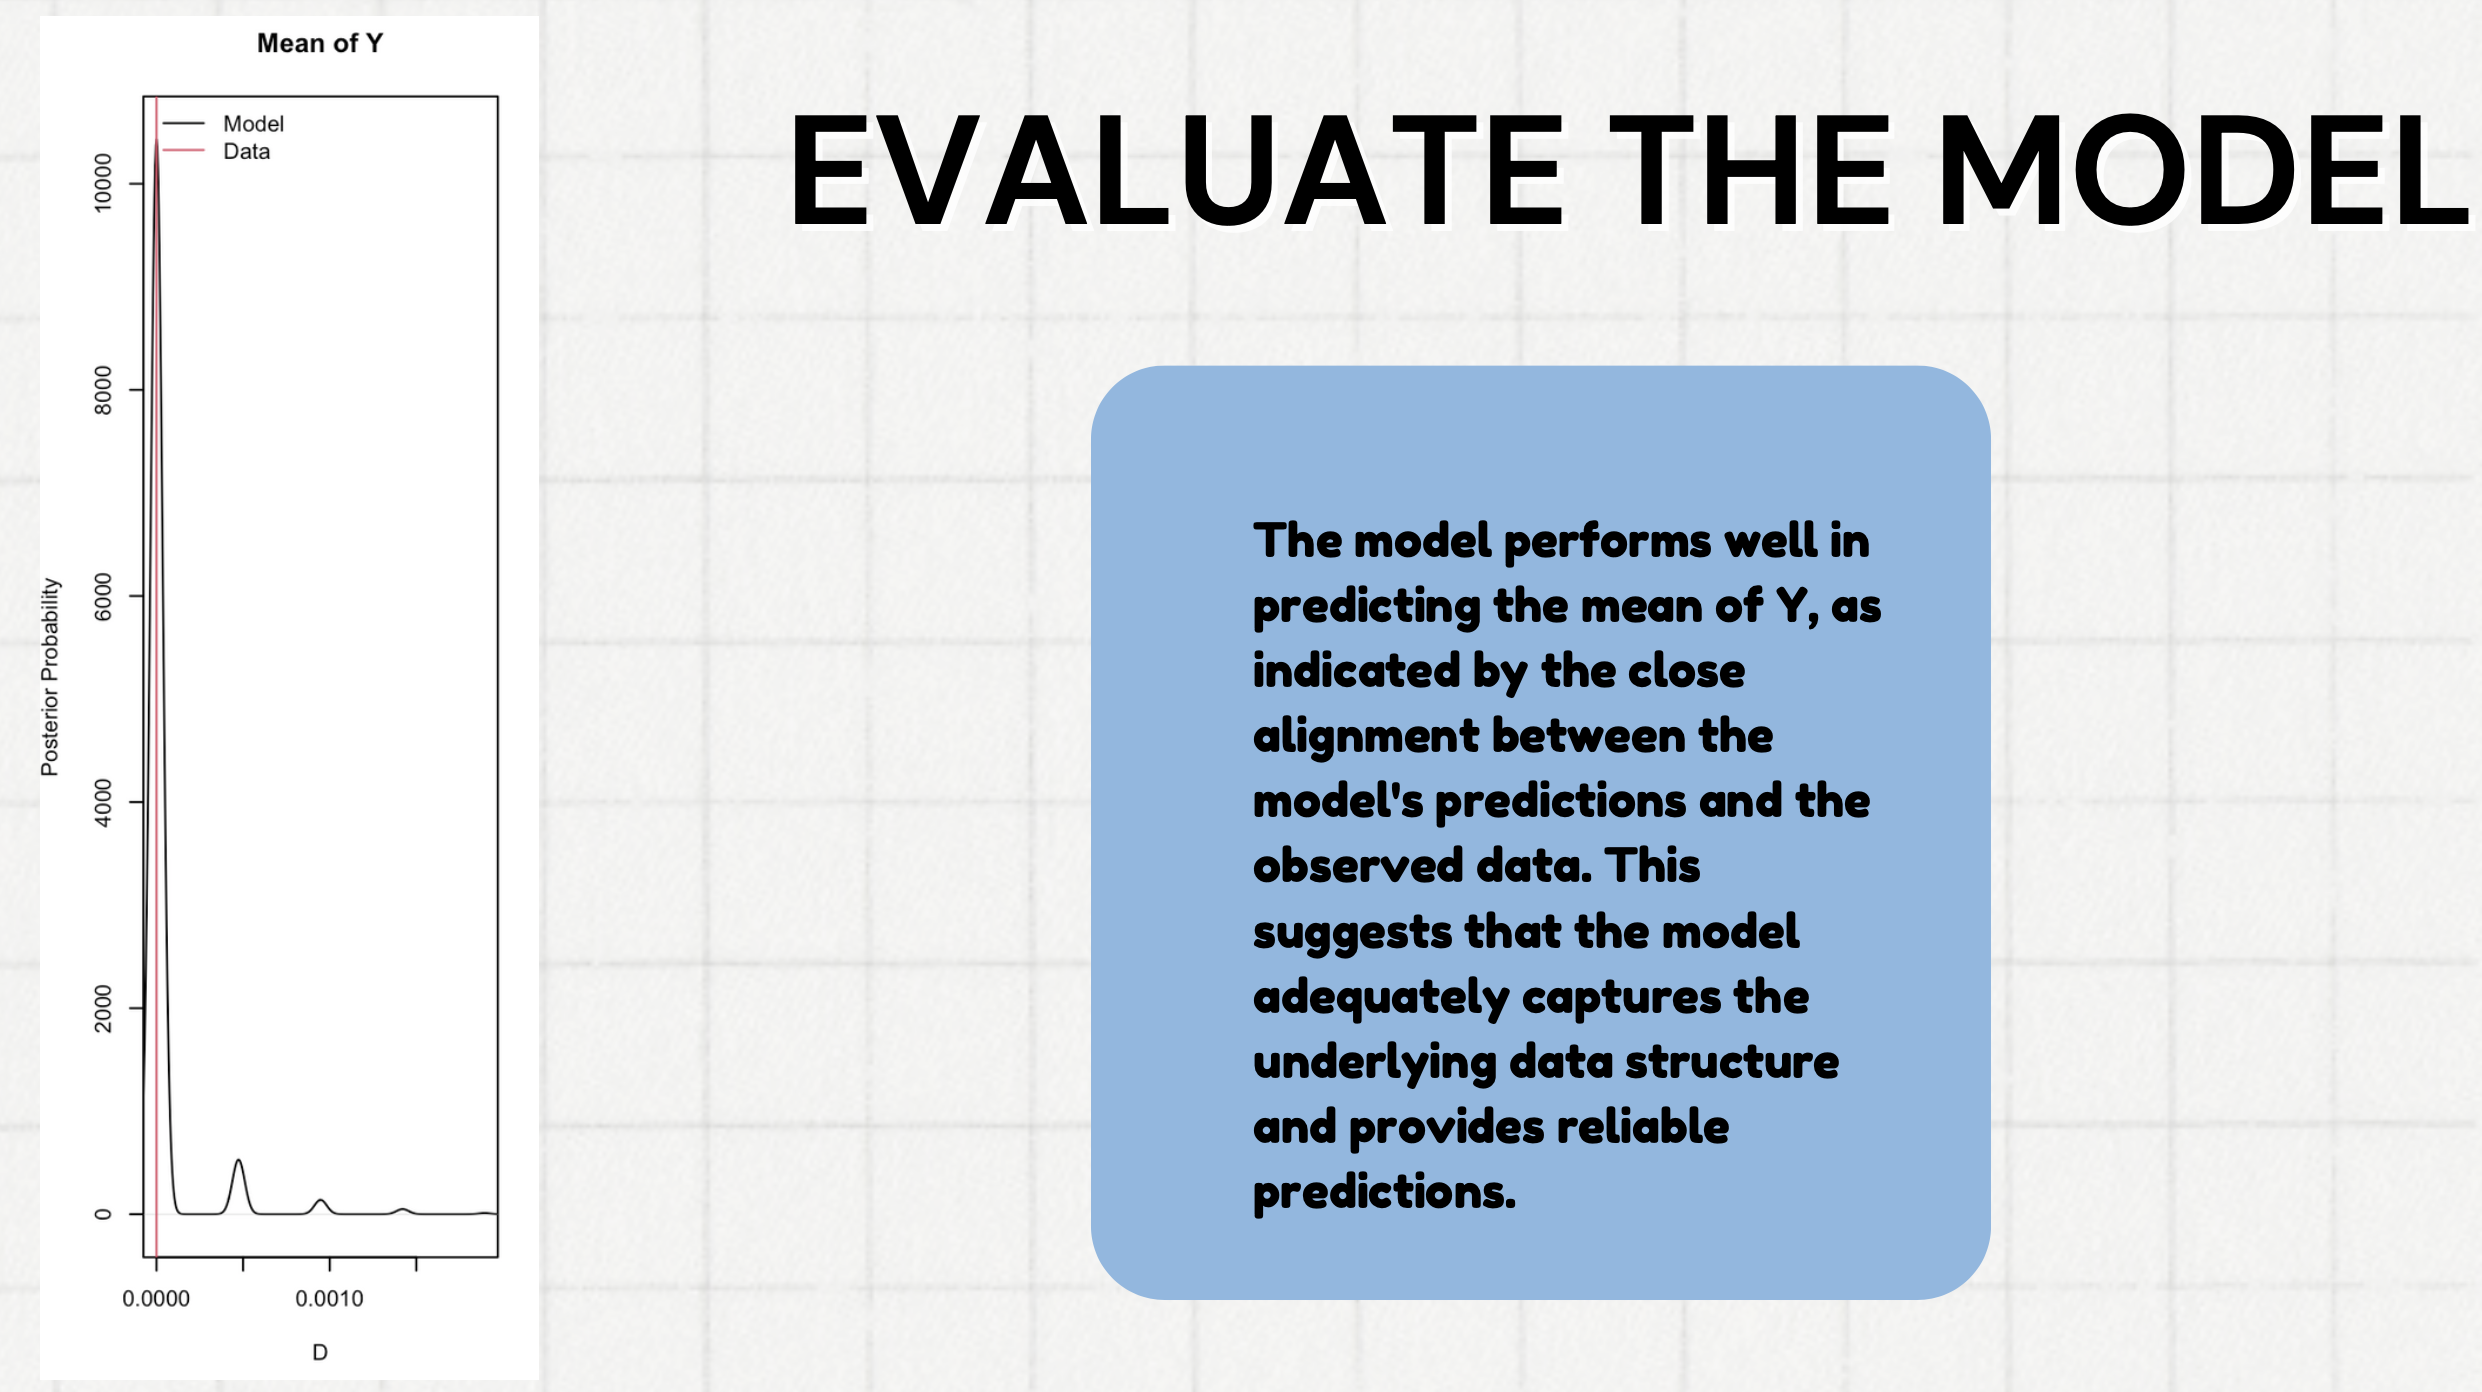 Mean of Y
Model
Data
10000
8000
6000
4000
2000
0
Posterior Probability
0.0000 0.0010
D
EVALUATE THE MODEL
The model performs well in
predicting the mean of Y, as
indicated by the close
alignment between the
model's predictions and the
observed data. This
suggests that the model
adequately captures the
underlying data structure
and provides reliable
predictions.